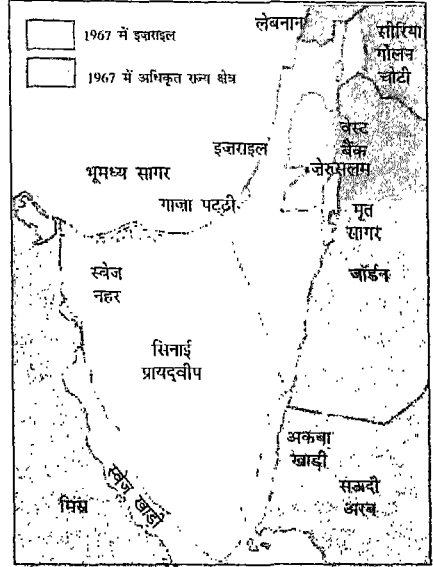 1967 में इज़राइल
1967 में अधिकृत राज्य क्षेत्र
लेबनान
सीरिया
गोलन
चोटी
वेस्ट
बैंक
इज़राइल
जेरुसलम
भूमध्य सागर
गाज़ा पट्टी
मृत
सागर
स्वेज
नहर
जॉर्डन
सिनाई
प्रायद्वीप
अकबा
खाड़ी
स्वेज खाड़ी
सऊदी
अरब
मिस्र